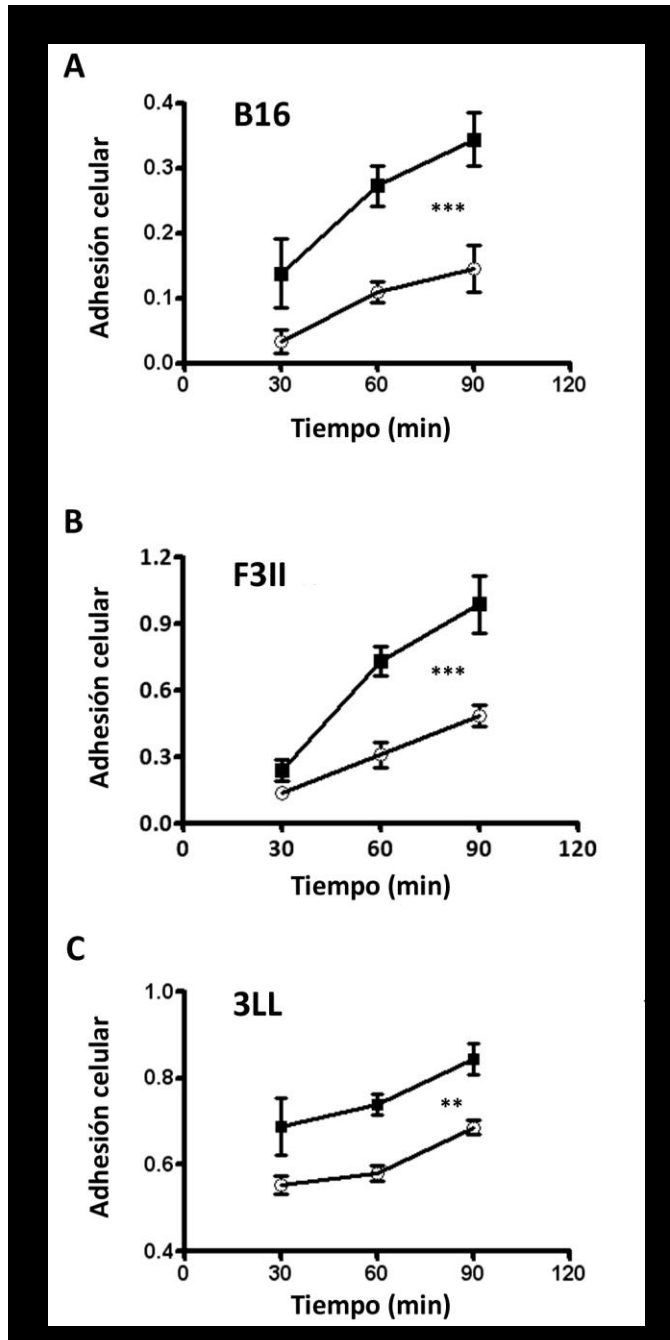 A
B16
0.4
0.3
0.2
0.1
0.0
Adhesión celular
***
0 30 60 90 120
Tiempo (min)
B
F3II
1.2
0.9
0.6
0.3
0.0
Adhesión celular
***
0 30 60 90 120
Tiempo (min)
C
3LL
1.0
0.8
0.6
0.4
Adhesión celular
**
0 30 60 90 120
Tiempo (min)